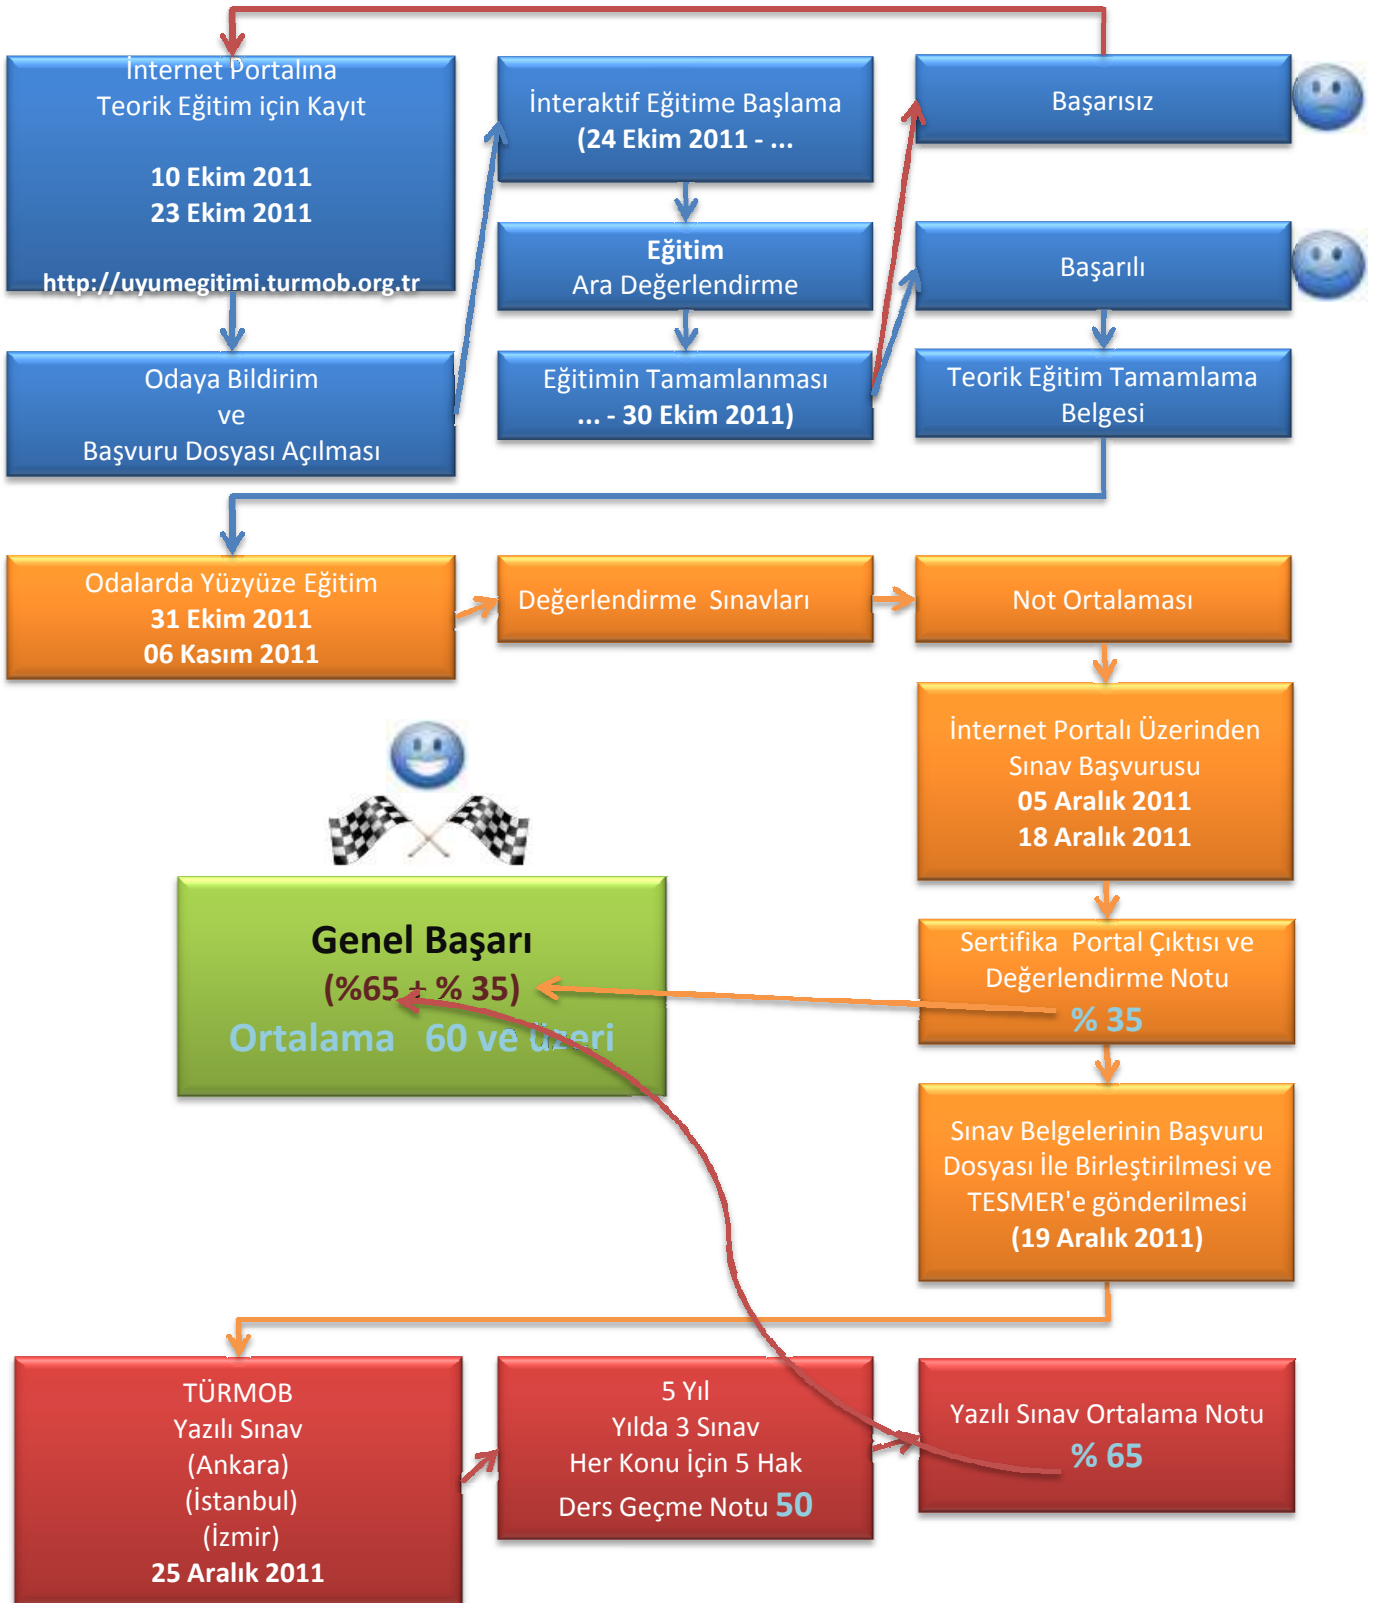 İnternet Portalına
Teorik Eğitim için Kayıt
10 Ekim 2011
23 Ekim 2011
http://uyumegitimi.turmob.org.tr
Odaya Bildirim
ve
Başvuru Dosyası Açılması
İnteraktif Eğitime Başlama
(24 Ekim 2011 - ...
Eğitim
Ara Değerlendirme
Eğitimin Tamamlanması
... - 30 Ekim 2011)
Başarısız
Başarılı
Teorik Eğitim Tamamlama
Belgesi
Odalarda Yüzyüze Eğitim
31 Ekim 2011
06 Kasım 2011
Değerlendirme Sınavları
Not Ortalaması
İnternet Portalı Üzerinden
Sınav Başvurusu
05 Aralık 2011
18 Aralık 2011
Sertifika Portal Çıktısı ve
Değerlendirme Notu
% 35
Genel Başarı
(%65 + % 35)
Ortalama 60 ve üzeri
Sınav Belgelerinin Başvuru
Dosyası İle Birleştirilmesi ve
TESMER'e gönderilmesi
(19 Aralık 2011)
TÜRMOB
Yazılı Sınav
(Ankara)
(İstanbul)
(İzmir)
25 Aralık 2011
5 Yıl
Yılda 3 Sınav
Her Konu İçin 5 Hak
Ders Geçme Notu 50
Yazılı Sınav Ortalama Notu
% 65